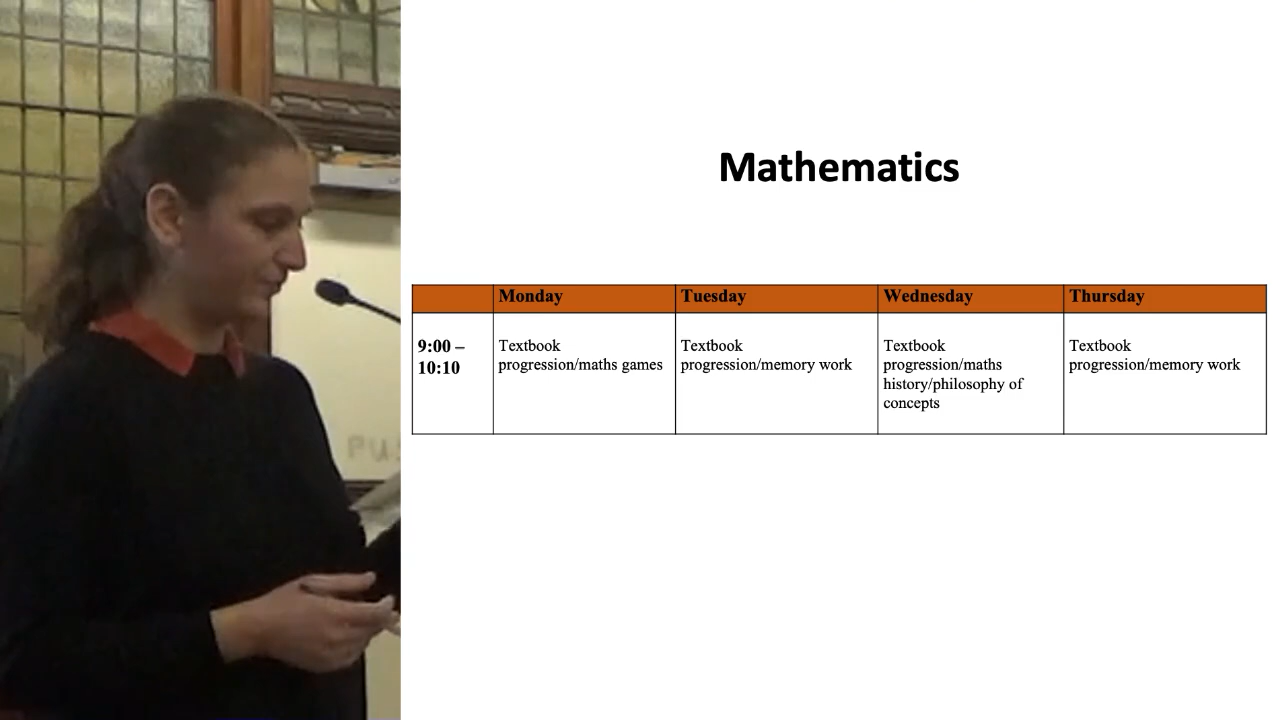 Mathematics
Monday Tuesday Wednesday Thursday
9:00 –
10:10
Textbook
progression/maths games
Textbook
progression/memory work
Textbook
progression/maths
history/philosophy of
concepts
Textbook
progression/memory work
PUS